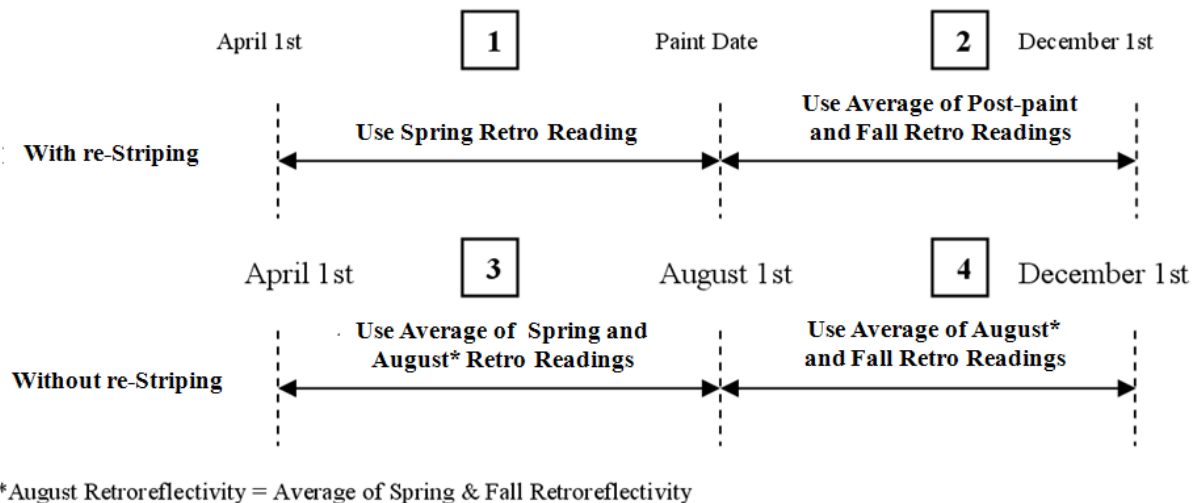 April 1st 1 Paint Date 2 December 1st
Use Average of Post-paint
and Fall Retro Readings
Use Spring Retro Reading
With re-Striping
April 1st 3 August 1st 4 December 1st
Use Average of Spring and
August* Retro Readings
Use Average of August*
and Fall Retro Readings
Without re-Striping
*August Retroreflectivity = Average of Spring & Fall Retroreflectivity